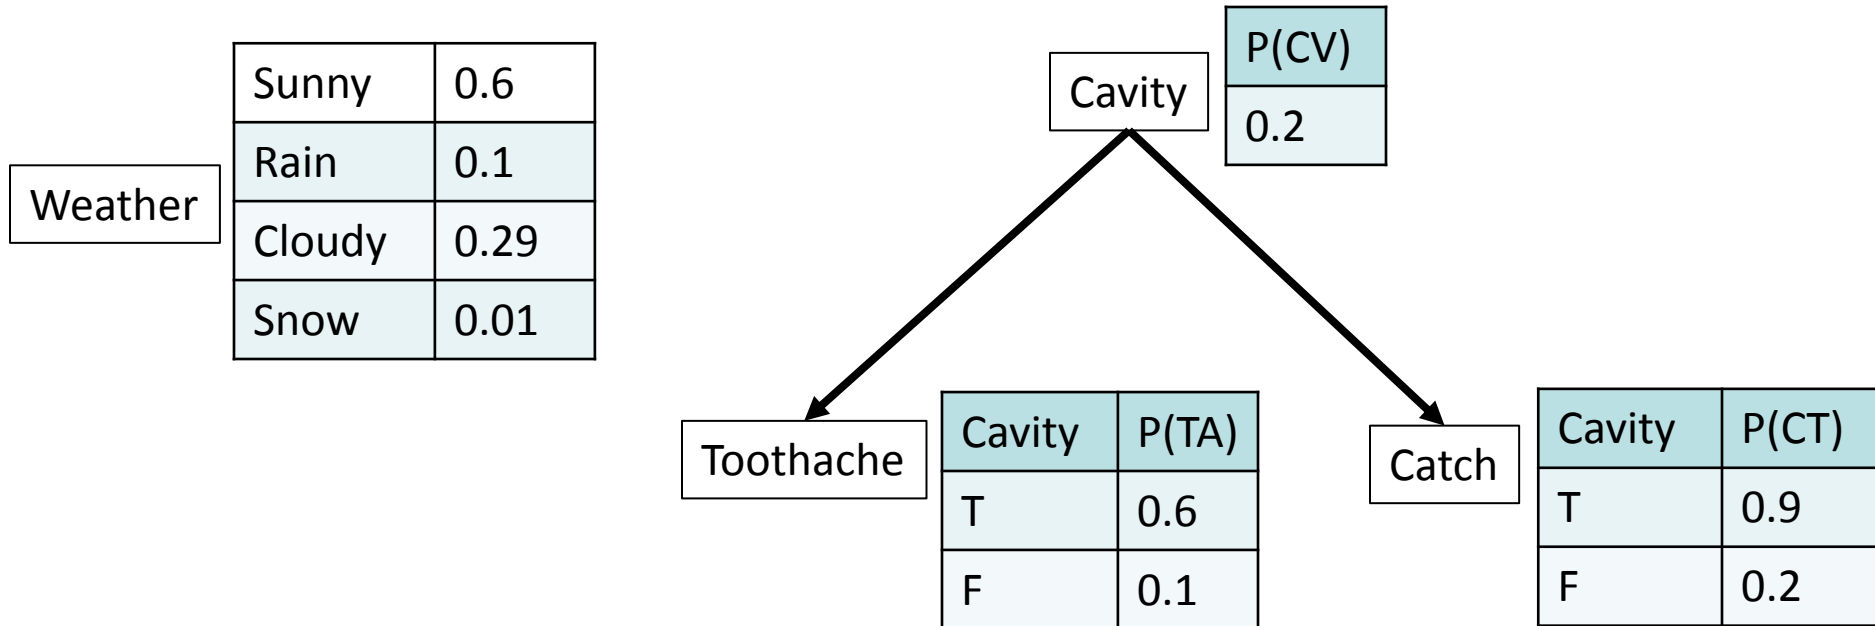 Weather
Sunny 0.6
Rain 0.1
Cloudy 0.29
Snow 0.01
Cavity
P(CV)
0.2
Toothache
Cavity P(TA)
T 0.6
F 0.1
Catch
Cavity P(CT)
T 0.9
F 0.2